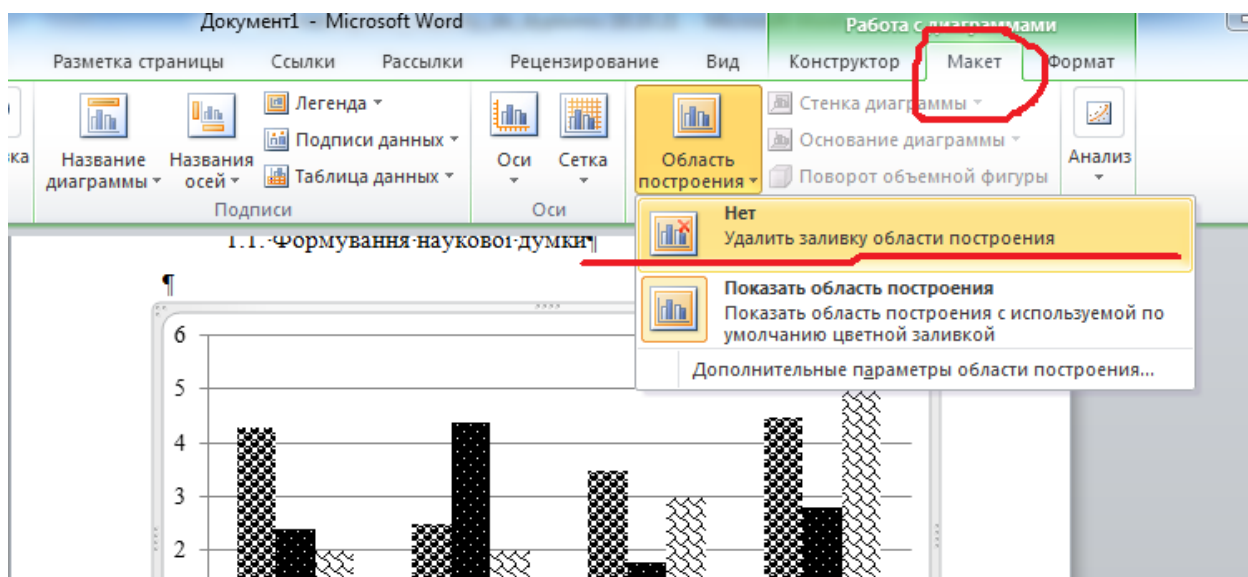 Документ1 - Microsoft Word
Работа с диаграммами
Разметка страницы Ссылки Рассылки Рецензирование Вид Конструктор Макет Формат
Легенда
Подписи данных
Таблица данных
Название
диаграммы
Названия
осей
Подписи
Оси
Сетка
Оси
Область
построения
Стенка диаграммы
Основание диаграммы
Поворот объемной фигуры
Анализ
Нет
Удалить заливку области построения
Показать область построения
Показать область построения с используемой по
умолчанию цветной заливкой
Дополнительные параметры области построения...
1.1.·Формування·наукової·думки¶
¶
6
5
4
3
2